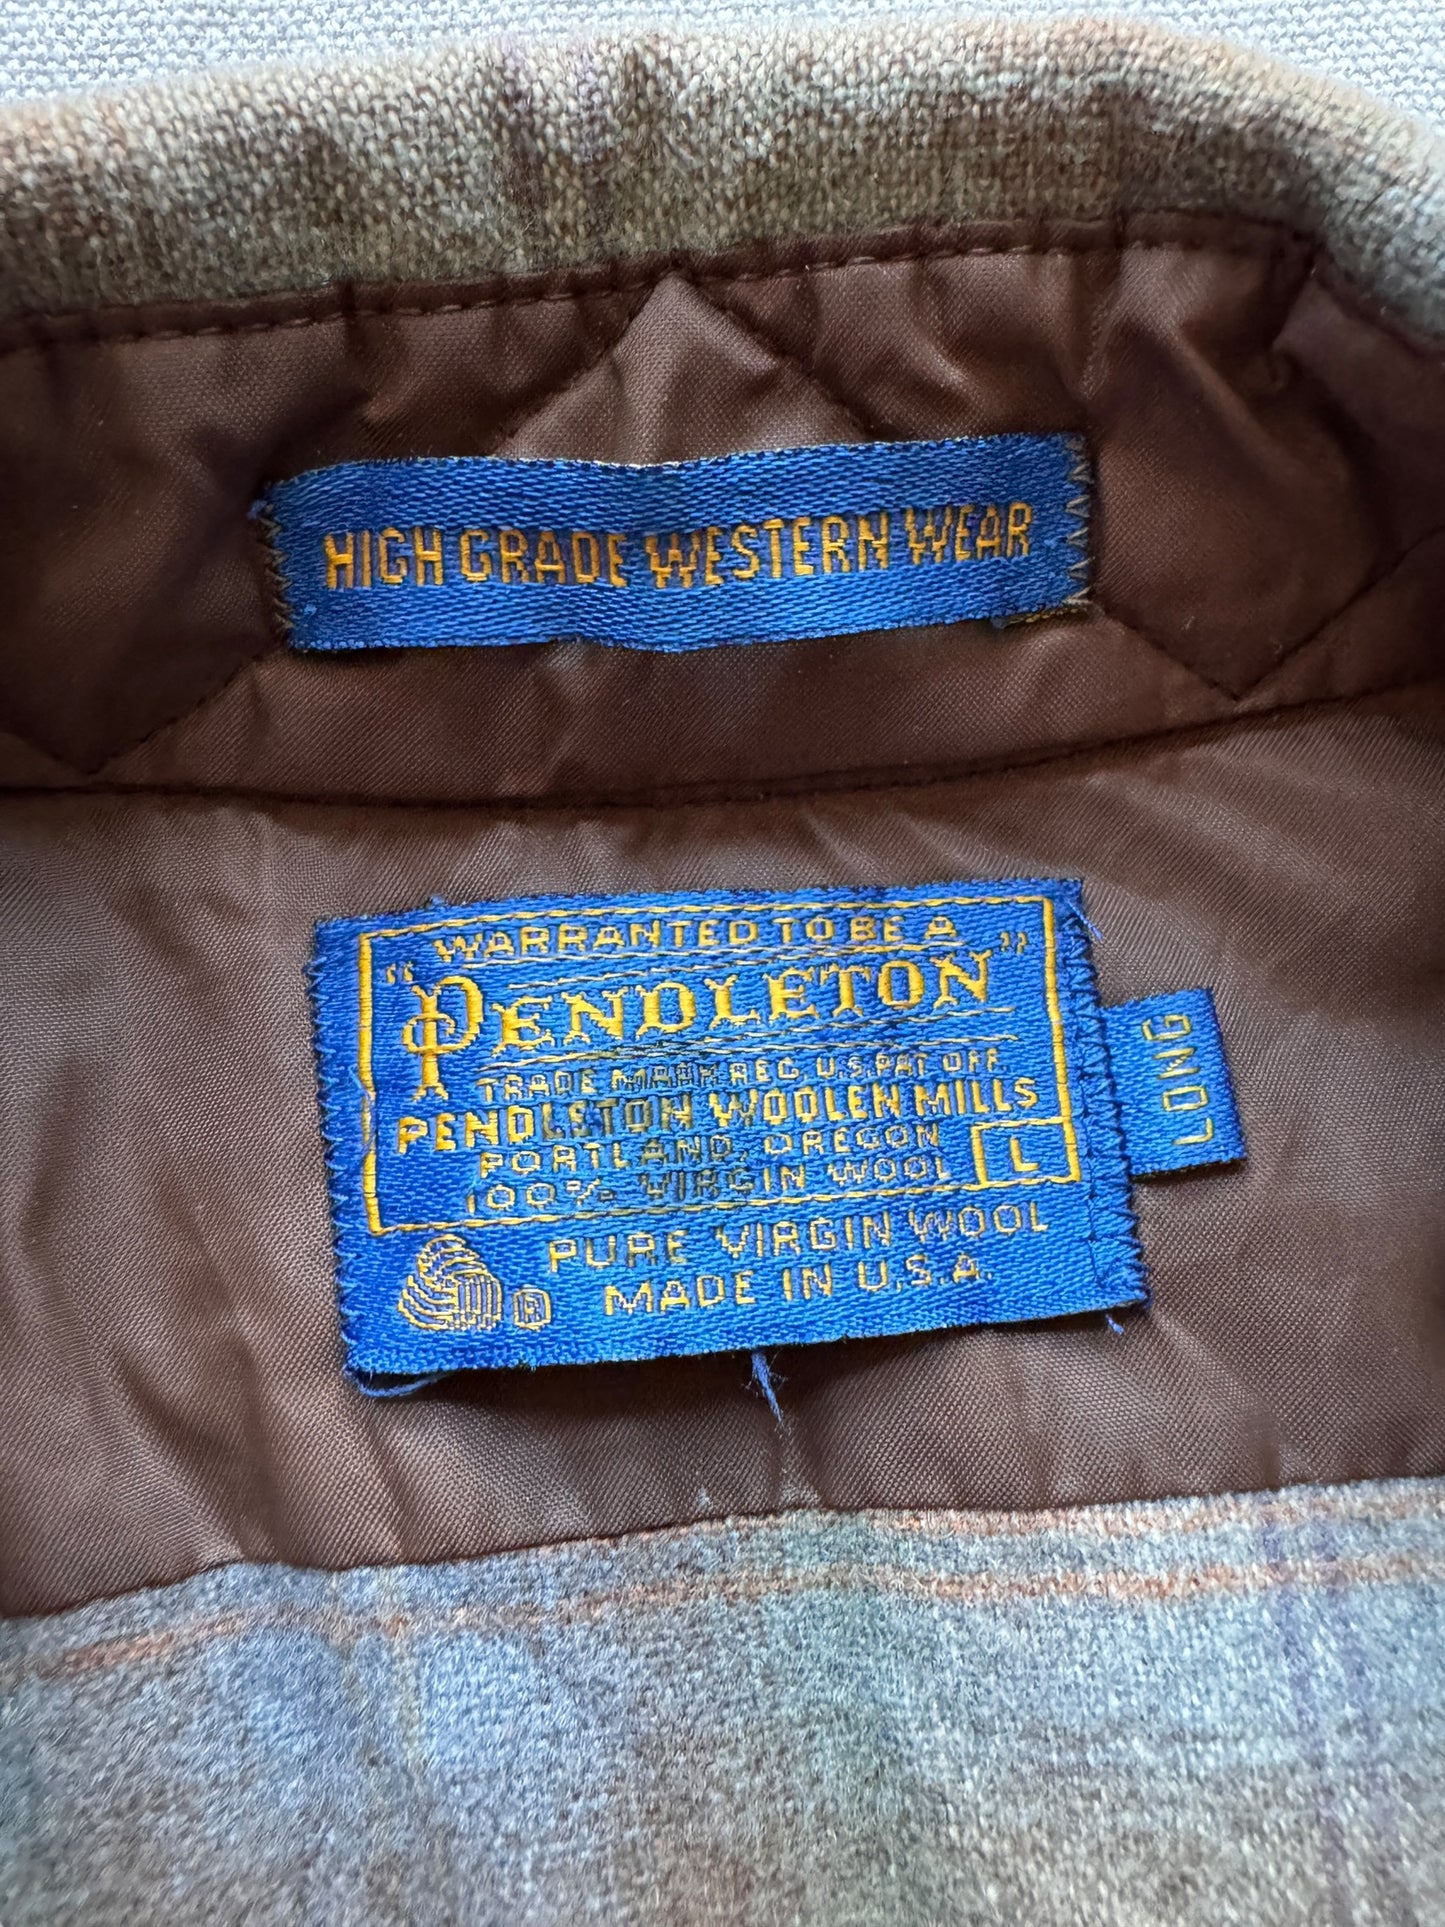 HIGH GRADE WESTERN WEAR
WARRANTED TO BE A
"PENDLETON"
TRADE MARK REG. U.S. PAT OFF.
PENDLETON WOOLEN MILLS
PORTLAND, OREGON
100% VIRGIN WOOL
L
LONG
PURE VIRGIN WOOL
® MADE IN U.S.A.